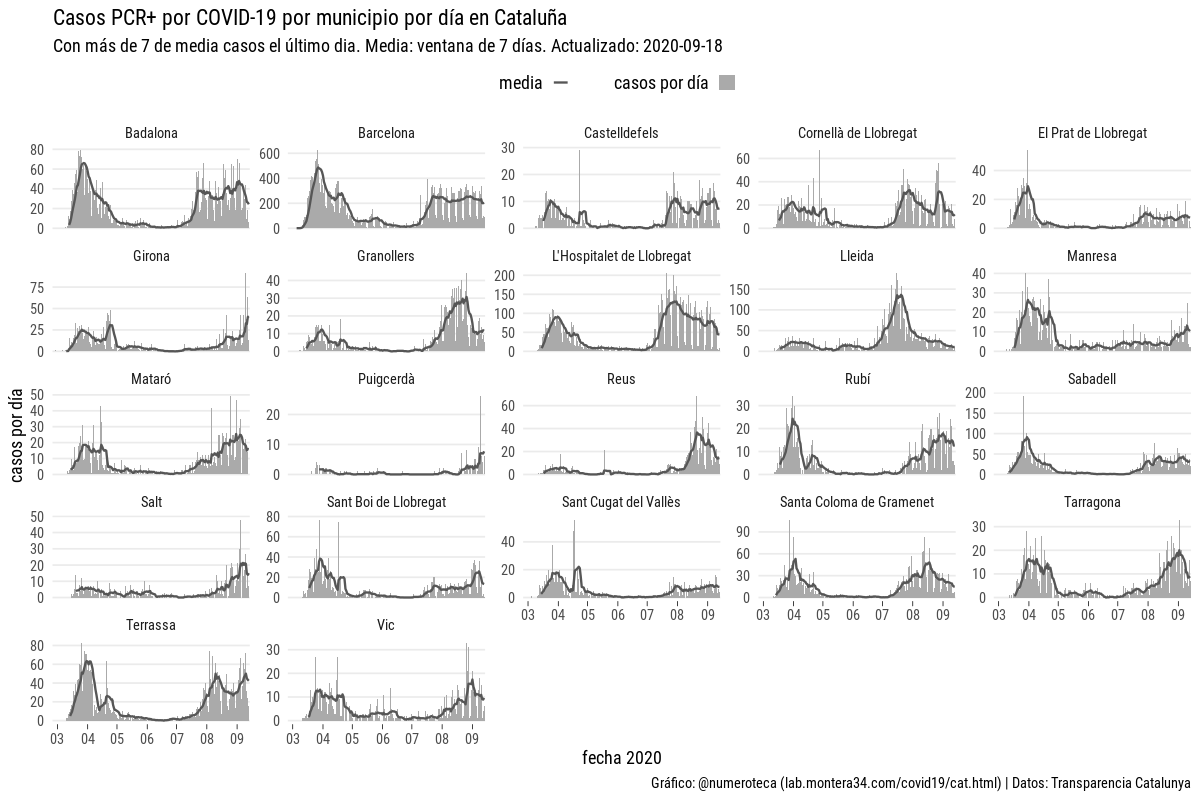 Casos PCR+ por COVID-19 por municipio por día en Cataluña
Con más de 7 de media casos el último dia. Media: ventana de 7 días. Actualizado: 2020-09-18
media casos por día
Badalona Barcelona Castelldefels Cornellà de Llobregat El Prat de Llobregat
80 60 40 20 0
600 400 200 0
30 20 10 0
60 40 20 0
40 20 0
Girona Granollers L'Hospitalet de Llobregat Lleida Manresa
75 50 25 0
40 30 20 10 0
200 150 100 50 0
150 100 50 0
40 30 20 10 0
Mataró Puigcerdà Reus Rubí Sabadell
50 40 30 20 10 0
20 10 0
60 40 20 0
30 20 10 0
200 150 100 50 0
Salt Sant Boi de Llobregat Sant Cugat del Vallès Santa Coloma de Gramenet Tarragona
50 40 30 20 10 0
80 60 40 20 0
40 20 0
90 60 30 0
30 20 10 0
03 04 05 06 07 08 09
03 04 05 06 07 08 09
03 04 05 06 07 08 09
Terrassa Vic
80 60 40 20 0
30 20 10 0
03 04 05 06 07 08 09
03 04 05 06 07 08 09
casos por día
fecha 2020
Gráfico: @numeroteca (lab.montera34.com/covid19/cat.html) | Datos: Transparencia Catalunya